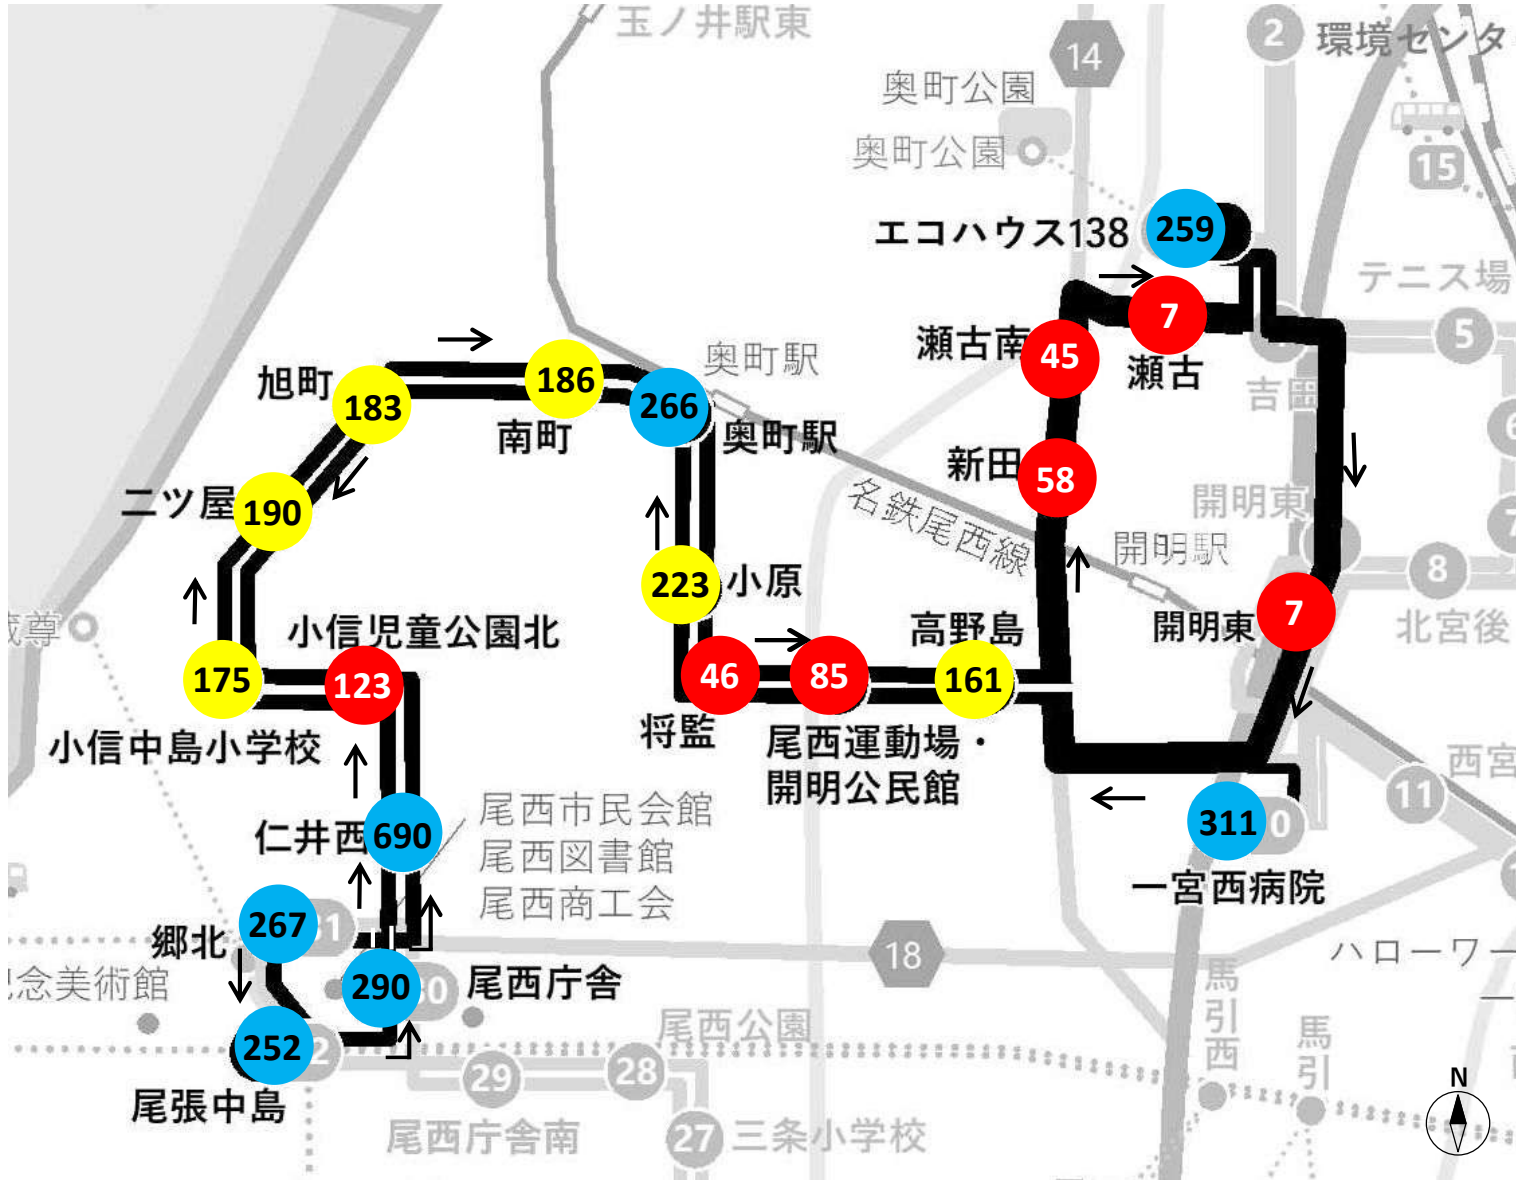 玉ノ井駅東
14
2
環境センタ
奥町公園
奥町公園
15
エコハウス138
259
テニス場
瀬古南
45
7
瀬古
5
奥町駅
旭町
183
186
南町
266
奥町駅
吉田
新田
58
名鉄尾西線
開明駅
開明東
二ツ屋
190
223
小原
8
北宮後
開明東
7
高野島
161
小信児童公園北
175
123
小信中島小学校
46
85
将監
尾西運動場・
開明公民館
西宮
11
311
一宮西病院
仁井西
690
尾西市民会館
尾西図書館
尾西商工会
267
郷北
18
ハローワー
念美術館
290
尾西庁舎
252
尾張中島
尾西公園
29
28
尾西庁舎南
27
三条小学校
馬引西
馬引
N